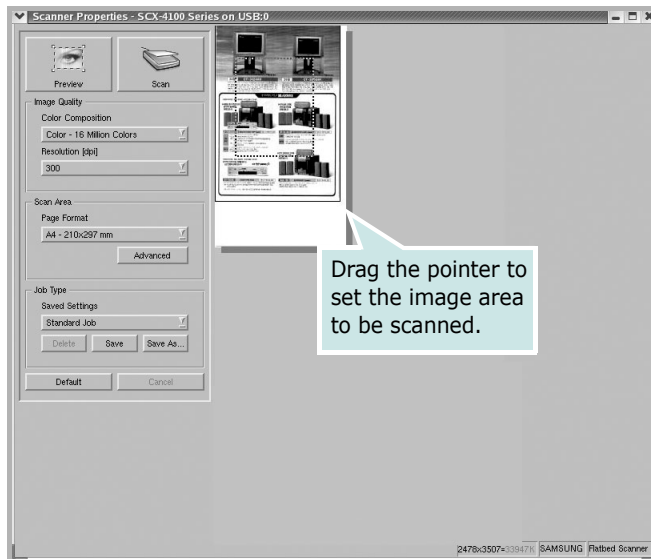 Scanner Properties - SCX-4100 Series on USB:0
Preview
Scan
Image Quality
Color Composition
Color - 16 Million Colors
Resolution [dpi]
300
Scan Area
Page Format
A4 - 210x297 mm
Advanced
Job Type
Saved Settings
Standard Job
Delete
Save
Save As...
Default
Cancel
Drag the pointer to
set the image area
to be scanned.
2478x3507=33947K
SAMSUNG
Flatbed Scanner